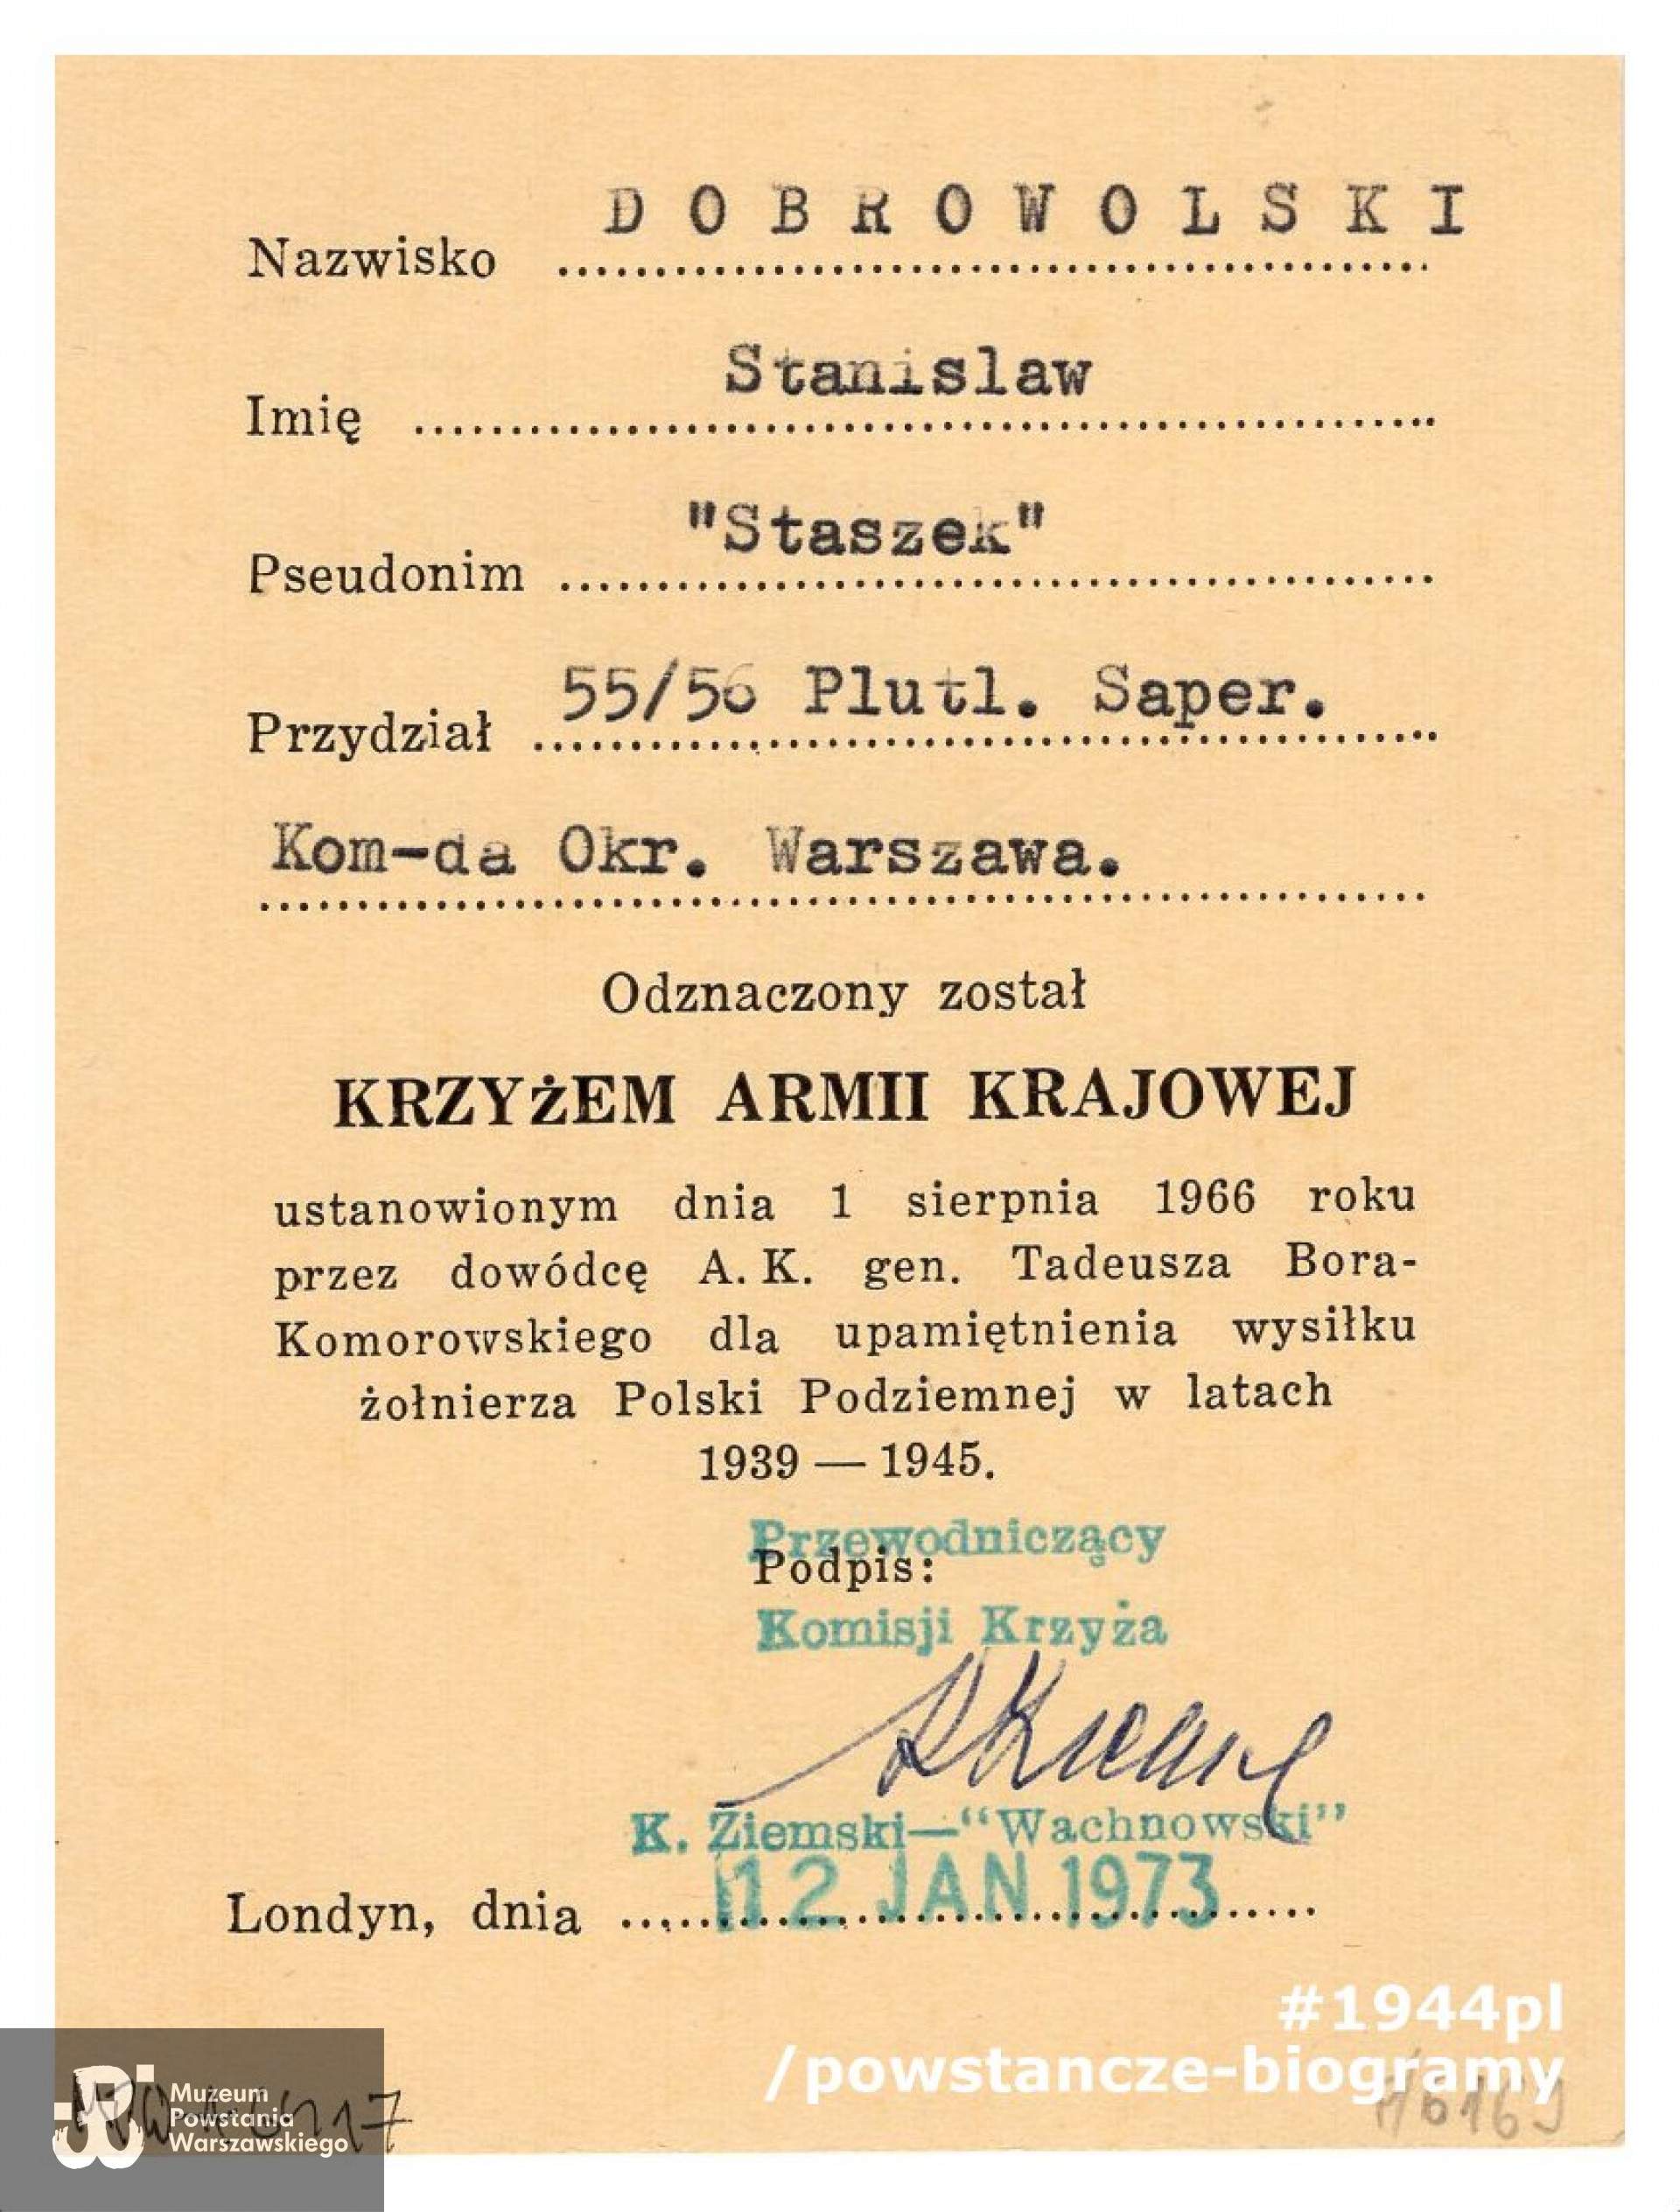 Nazwisko DOBROWOLSKI
Imię Stanislaw
Pseudonim "Staszek"
Przydział 55/56 Plutl. Saper.
Kom-da Okr. Warszawa.
Odznaczony został
KRZYŻEM ARMII KRAJOWEJ
ustanowionym dnia 1 sierpnia 1966 roku
przez dowódcę A. K. gen. Tadeusza Bora-
Komorowskiego dla upamiętnienia wysiłku
żołnierza Polski Podziemnej w latach
1939 — 1945.
Przewodniczący
Podpis:
Komisji Krzyża
K. Ziemski—“Wachnowski”
Londyn, dnia 12 JAN 1973
#1944pl
/powstancze-biogramy
Muzeum
Powstania
Warszawskiego